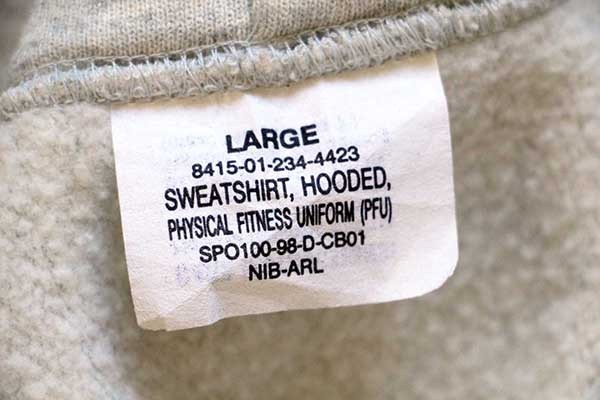 LARGE
8415-01-234-4423
SWEATSHIRT, HOODED,
PHYSICAL FITNESS UNIFORM (PFU)
SPO100-98-D-CB01
NIB-ARL